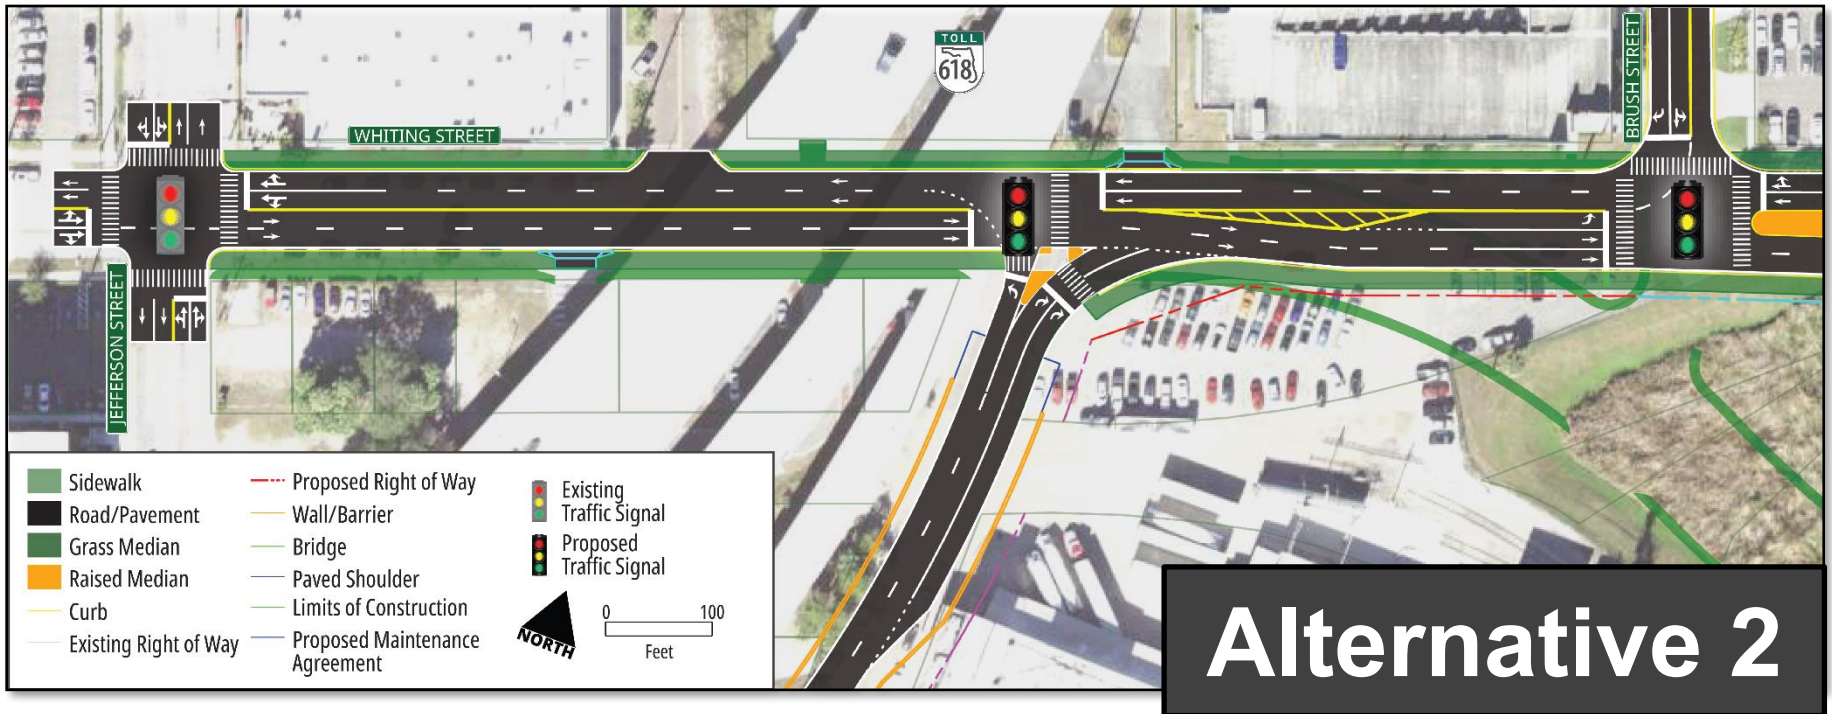 TOLL
618
BRUSH STREET
WHITING STREET
JEFFERSON STREET
Sidewalk
Road/Pavement
Grass Median
Raised Median
Curb
Existing Right of Way
Proposed Right of Way
Wall/Barrier
Bridge
Paved Shoulder
Limits of Construction
Proposed Maintenance
Agreement
Existing
Traffic Signal
Proposed
Traffic Signal
NORTH
0 100
Feet
Alternative 2